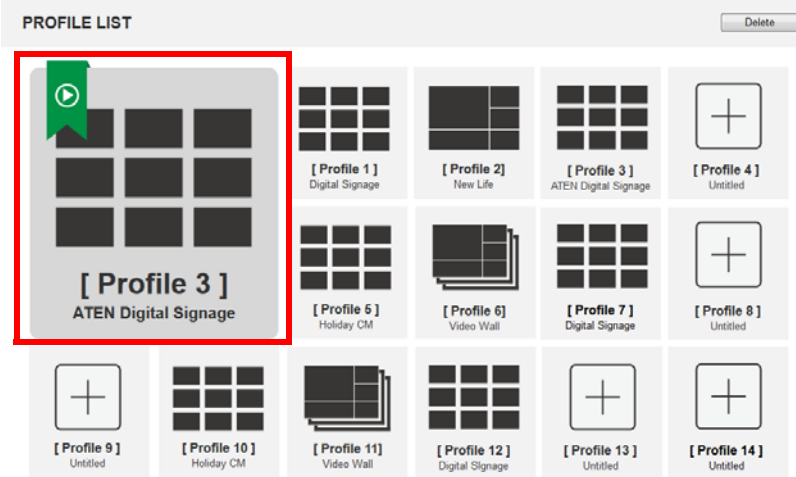 PROFILE LIST
Delete
[ Profile 3 ]
ATEN Digital Signage
[ Profile 1 ]
Digital Signage
[ Profile 2]
New Life
[ Profile 3 ]
ATEN Digital Signage
[ Profile 4 ]
Untitled
[ Profile 5 ]
Holiday CM
[ Profile 6]
Video Wall
[ Profile 7 ]
Digital Signage
[ Profile 8 ]
Untitled
[ Profile 9 ]
Untitled
[ Profile 10 ]
Holiday CM
[ Profile 11]
Video Wall
[ Profile 12 ]
Digital SIgnage
[ Profile 13 ]
Untitled
[ Profile 14 ]
Untitled